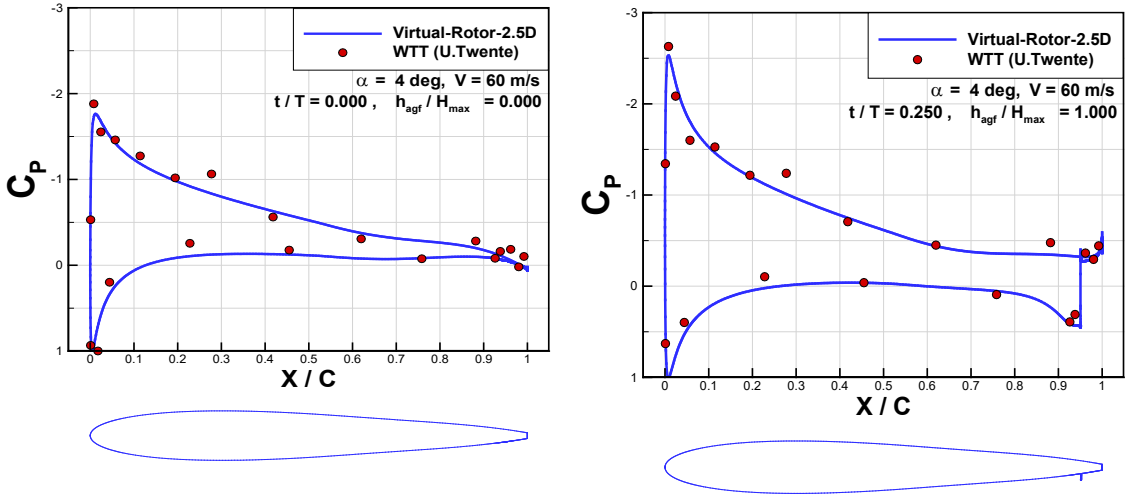 -3
-2
-1
0
1
C_P
Virtual-Rotor-2.5D
WTT (U.Twente)
α = 4 deg, V = 60 m/s
t / T = 0.000 , h_agf / H_max = 0.000
0 0.1 0.2 0.3 0.4 0.5 0.6 0.7 0.8 0.9 1
X / C
-3
-2
-1
0
1
C_P
Virtual-Rotor-2.5D
WTT (U.Twente)
α = 4 deg, V = 60 m/s
t / T = 0.250 , h_agf / H_max = 1.000
0 0.1 0.2 0.3 0.4 0.5 0.6 0.7 0.8 0.9 1
X / C